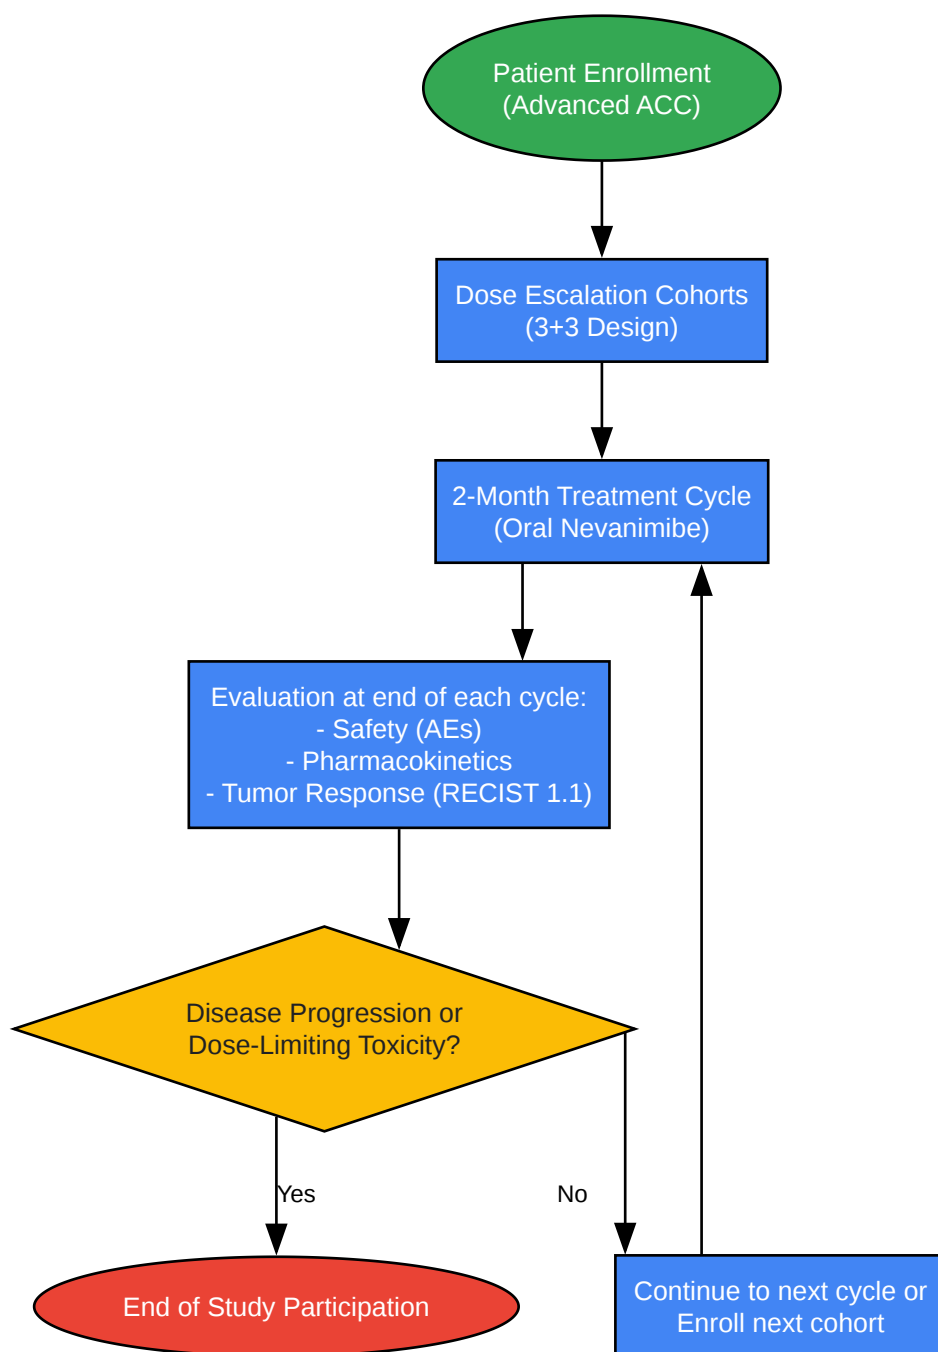 Patient Enrollment
(Advanced ACC)
Dose Escalation Cohorts
(3+3 Design)
2-Month Treatment Cycle
(Oral Nevanimibe)
Evaluation at end of each cycle:
- Safety (AEs)
- Pharmacokinetics
- Tumor Response (RECIST 1.1)
Disease Progression or
Dose-Limiting Toxicity?
Yes
No
End of Study Participation
Continue to next cycle or
Enroll next cohort